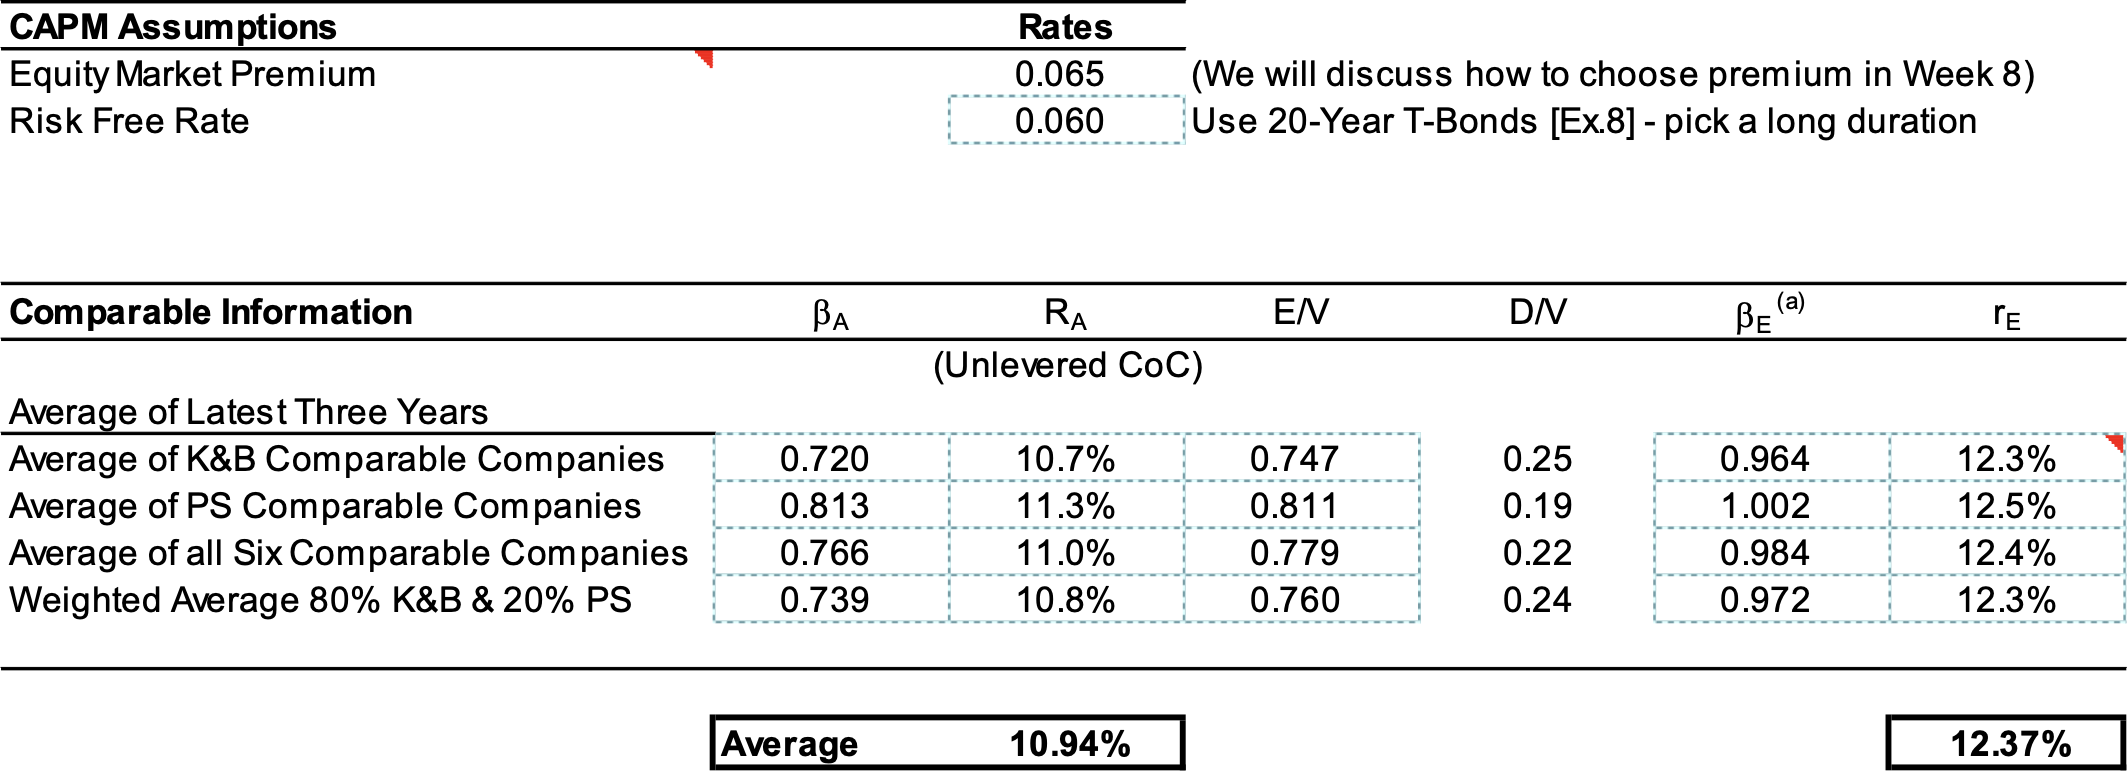 CAPM Assumptions Rates
Equity Market Premium 0.065 (We will discuss how to choose premium in Week 8)
Risk Free Rate 0.060 Use 20-Year T-Bonds [Ex.8] - pick a long duration
Comparable Information βA RA E/V D/V βE (a) rE
(Unlevered CoC)
Average of Latest Three Years
Average of K&B Comparable Companies 0.720 10.7% 0.747 0.25 0.964 12.3%
Average of PS Comparable Companies 0.813 11.3% 0.811 0.19 1.002 12.5%
Average of all Six Comparable Companies 0.766 11.0% 0.779 0.22 0.984 12.4%
Weighted Average 80% K&B & 20% PS 0.739 10.8% 0.760 0.24 0.972 12.3%
Average 10.94% 12.37%